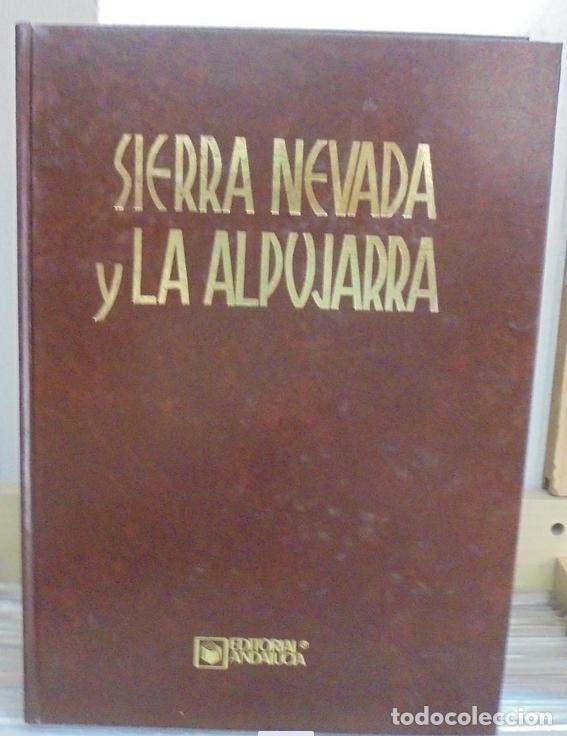 SIERRA NEVADA
y LA ALPUJARRA
EDITORIAL®
ANDALUCIA
todocoleccion